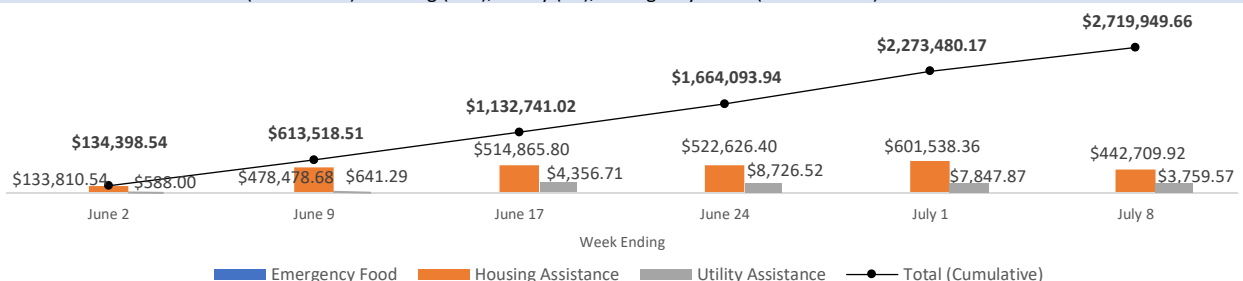 $2,719,949.66
$2,273,480.17
$1,664,093.94
$1,132,741.02
$613,518.51
$134,398.54
$133,810.54 $588.00 $478,478.68 $641.29 $514,865.80 $4,356.71 $522,626.40 $8,726.52 $601,538.36 $7,847.87 $442,709.92 $3,759.57
June 2 June 9 June 17 June 24 July 1 July 8
Week Ending
Emergency Food Housing Assistance Utility Assistance Total (Cumulative)